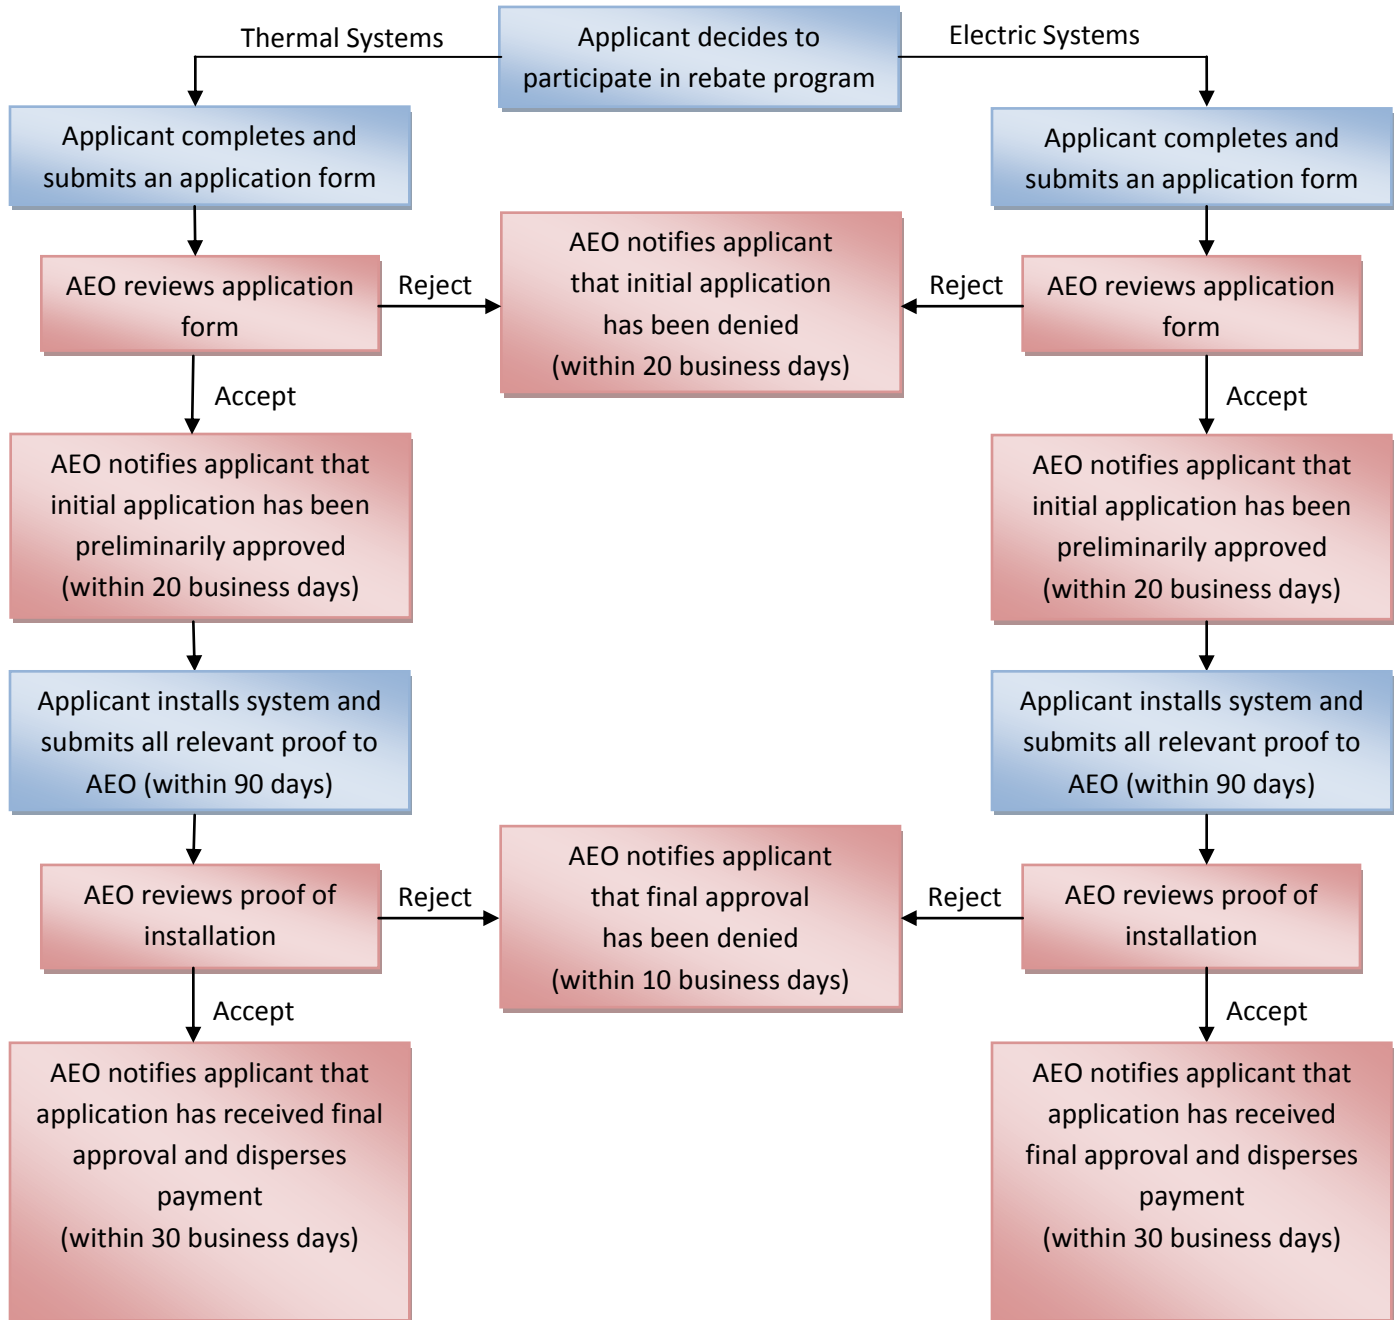 Thermal Systems
Applicant decides to
participate in rebate program
Electric Systems
Applicant completes and
submits an application form
Applicant completes and
submits an application form
AEO reviews application
form
Reject
AEO notifies applicant
that initial application
has been denied
(within 20 business days)
Reject
AEO reviews application
form
Accept
Accept
AEO notifies applicant that
initial application has been
preliminarily approved
(within 20 business days)
AEO notifies applicant that
initial application has been
preliminarily approved
(within 20 business days)
Applicant installs system and
submits all relevant proof to
AEO (within 90 days)
Applicant installs system and
submits all relevant proof to
AEO (within 90 days)
AEO reviews proof of
installation
Reject
AEO notifies applicant
that final approval
has been denied
(within 10 business days)
Reject
AEO reviews proof of
installation
Accept
Accept
AEO notifies applicant that
application has received final
approval and disperses
payment
(within 30 business days)
AEO notifies applicant that
application has received
final approval and disperses
payment
(within 30 business days)